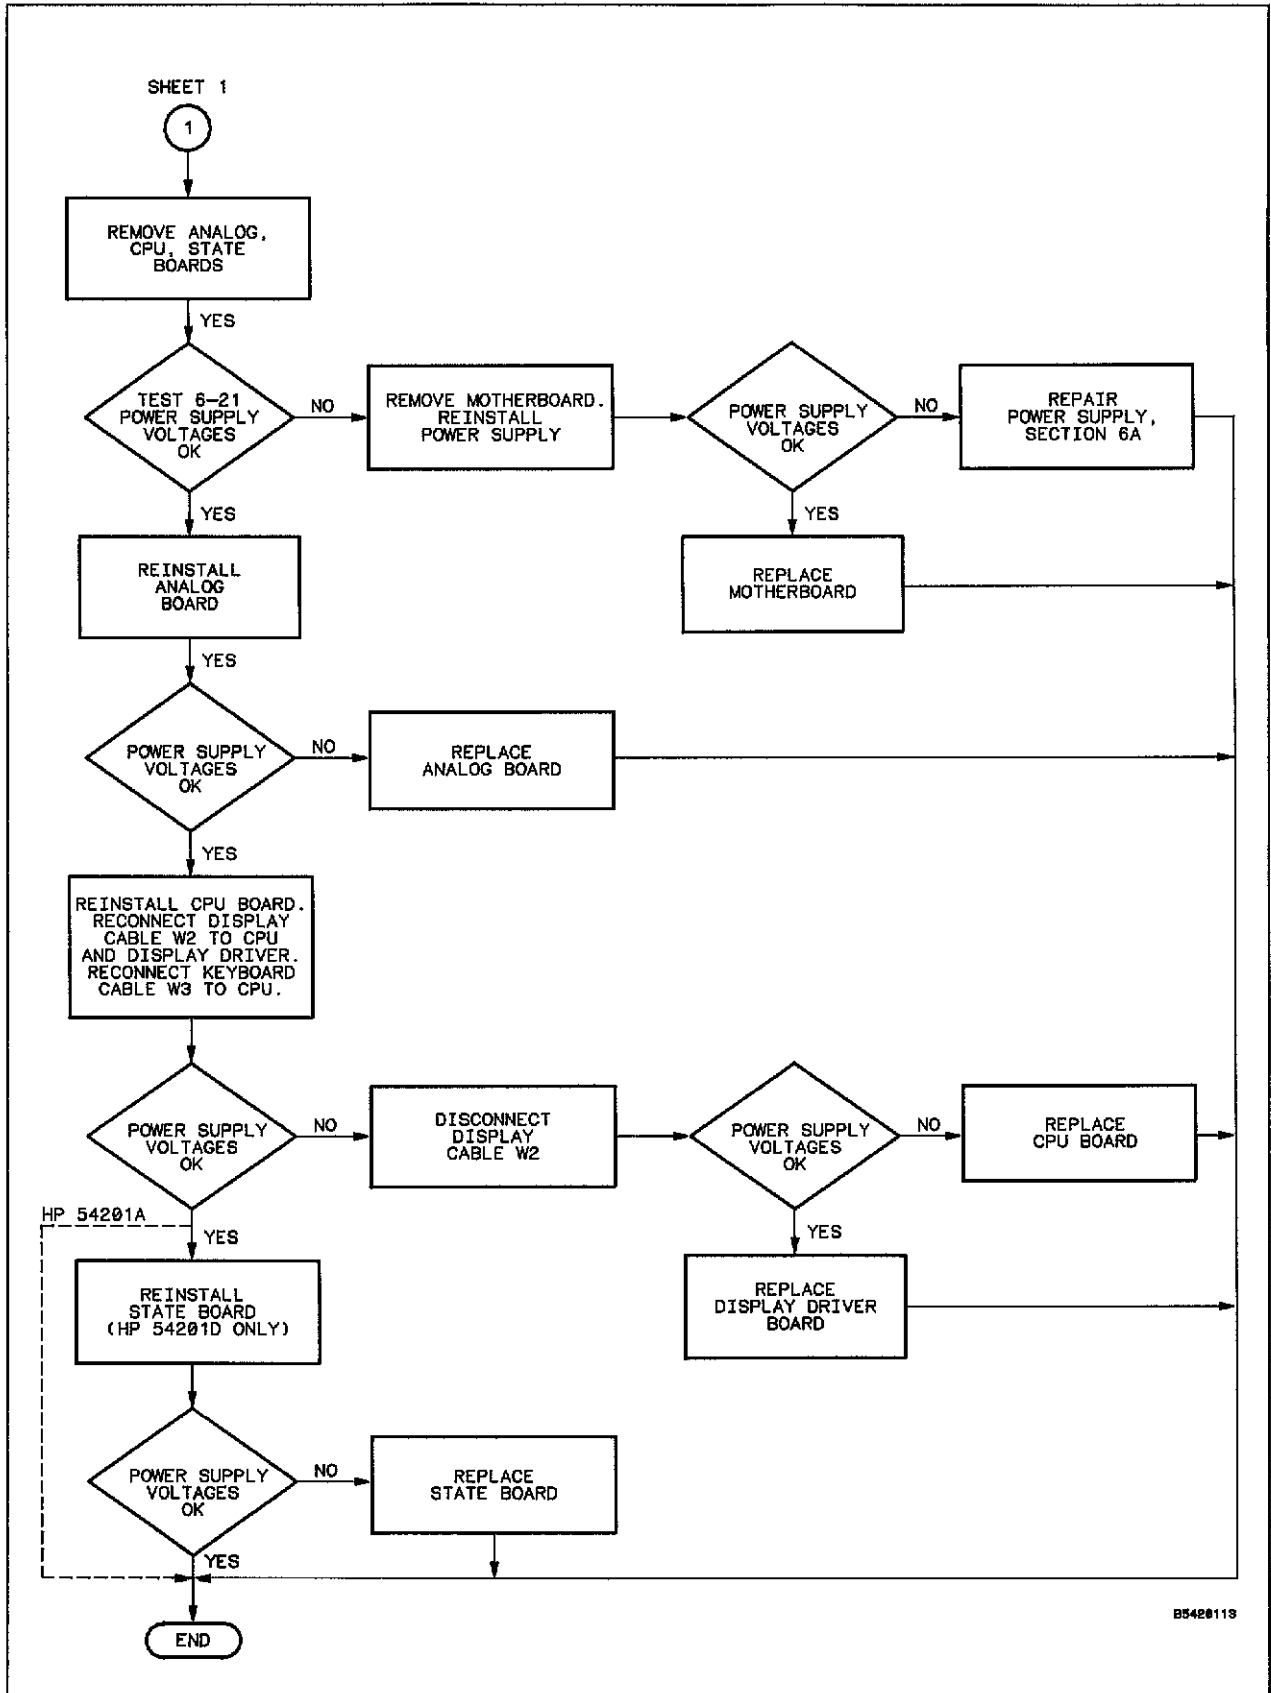 SHEET 1
1
REMOVE ANALOG,
CPU, STATE
BOARDS
YES
TEST 6-21
POWER SUPPLY
VOLTAGES
OK
NO
REMOVE MOTHERBOARD.
REINSTALL
POWER SUPPLY
POWER SUPPLY
VOLTAGES
OK
NO
REPAIR
POWER SUPPLY,
SECTION 6A
YES
REINSTALL
ANALOG
BOARD
YES
REPLACE
MOTHERBOARD
YES
POWER SUPPLY
VOLTAGES
OK
NO
REPLACE
ANALOG BOARD
YES
REINSTALL CPU BOARD.
RECONNECT DISPLAY
CABLE W2 TO CPU
AND DISPLAY DRIVER.
RECONNECT KEYBOARD
CABLE W3 TO CPU.
POWER SUPPLY
VOLTAGES
OK
NO
DISCONNECT
DISPLAY
CABLE W2
POWER SUPPLY
VOLTAGES
OK
NO
REPLACE
CPU BOARD
HP 54201A
YES
REINSTALL
STATE BOARD
(HP 54201D ONLY)
YES
REPLACE
DISPLAY DRIVER
BOARD
POWER SUPPLY
VOLTAGES
OK
NO
REPLACE
STATE BOARD
YES
END